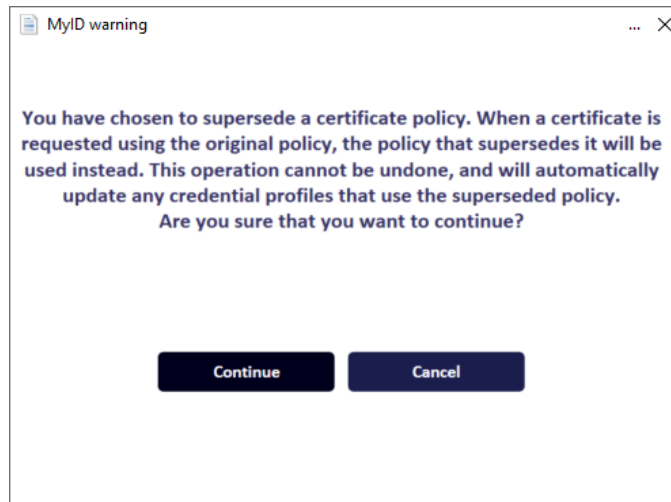 MyID warning
...
You have chosen to supersede a certificate policy. When a certificate is
requested using the original policy, the policy that supersedes it will be
used instead. This operation cannot be undone, and will automatically
update any credential profiles that use the superseded policy.
Are you sure that you want to continue?
Continue Cancel